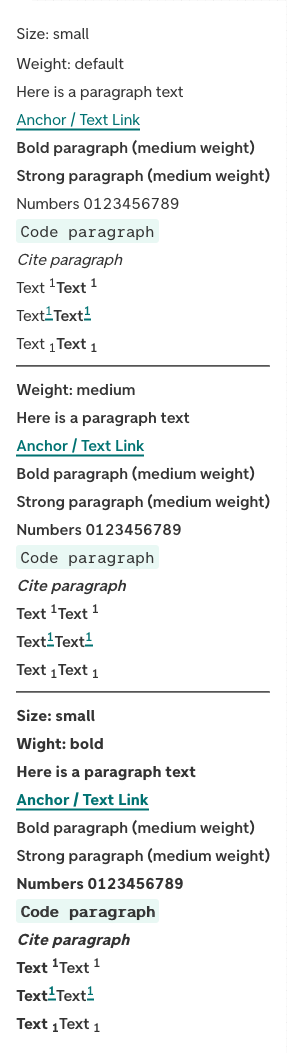 Size: small
Weight: default
Here is a paragraph text
Anchor / Text Link
Bold paragraph (medium weight)
Strong paragraph (medium weight)
Numbers 0123456789
Code paragraph
Cite paragraph
Text ¹Text ¹
Text¹Text¹
Text ₁Text ₁
Weight: medium
Here is a paragraph text
Anchor / Text Link
Bold paragraph (medium weight)
Strong paragraph (medium weight)
Numbers 0123456789
Code paragraph
Cite paragraph
Text ¹Text ¹
Text¹Text¹
Text ₁Text ₁
Size: small
Wight: bold
Here is a paragraph text
Anchor / Text Link
Bold paragraph (medium weight)
Strong paragraph (medium weight)
Numbers 0123456789
Code paragraph
Cite paragraph
Text ¹Text ¹
Text¹Text¹
Text ₁Text ₁